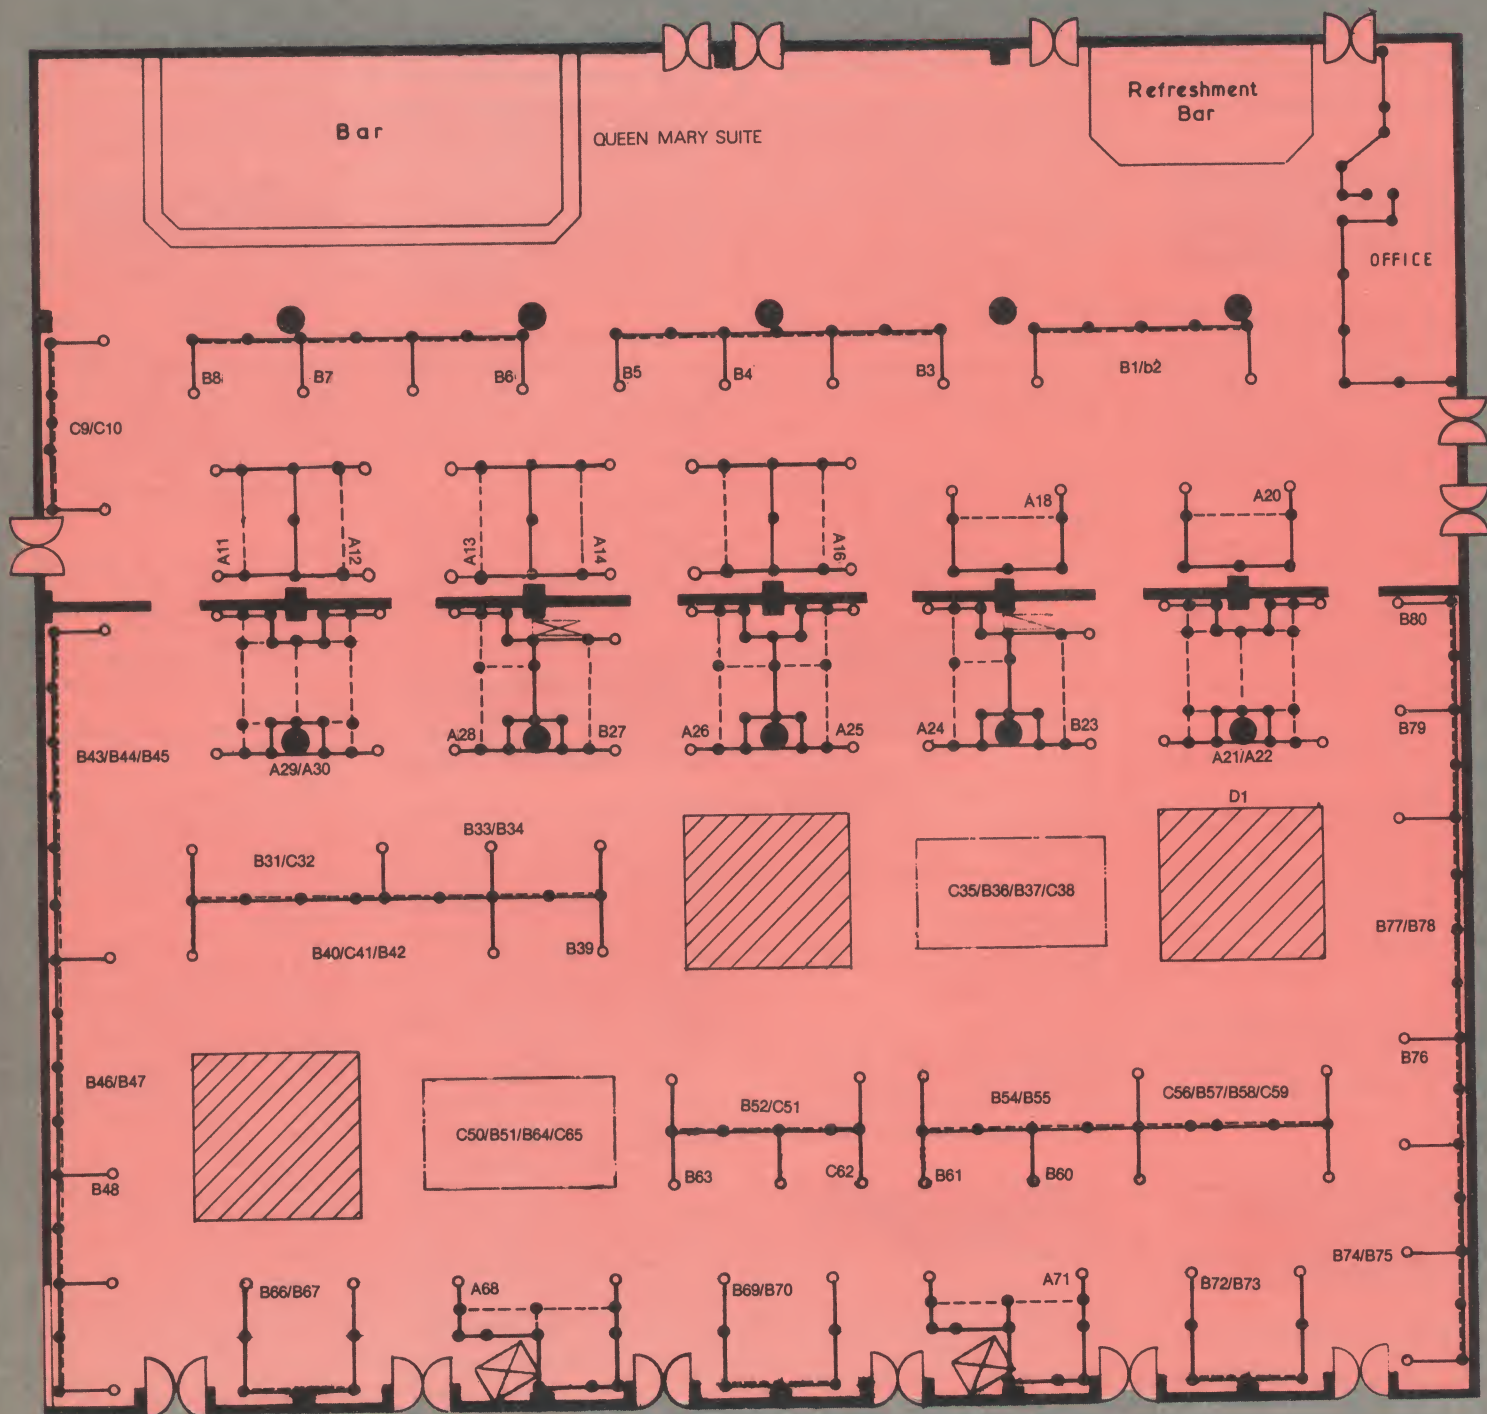 Bar
QUEEN MARY SUITE
Refreshment
Bar
OFFICE
B8
B7
B6
B5
B4
B3
B1/b2
C9/C10
A11
A12
A13
A14
A16
A18
A20
B80
B79
A28
B27
A26
A25
A24
B23
A21/A22
A29/A30
B43/B44/B45
D1
B33/B34
B31/C32
C35/B36/B37/C38
B77/B78
B40/C41/B42
B39
B46/B47
B76
B52/C51
B54/B55
C56/B57/B58/C59
C50/B51/B64/C65
B63
C62
B61
B60
B48
B74/B75
B66/B67
A68
B69/B70
A71
B72/B73